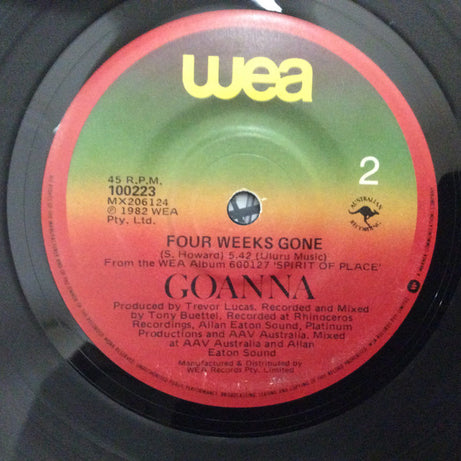 wea
45 R.P.M.
100223
MX206124
℗ 1982 WEA
Pty. Ltd.
2
AUSTRALIAN
RECORDING
FOUR WEEKS GONE
(S. Howard) 5.42 (Uluru Music)
From the WEA Album 600127 'SPIRIT OF PLACE'
GOANNA
Produced by Trevor Lucas, Recorded and Mixed
by Tony Buettel, Recorded at Rhinoceros
Recordings, Allan Eaton Sound, Platinum
Productions and AAV Australia, Mixed
at AAV Australia and Allan
Eaton Sound
Manufactured & Distributed by
WEA Records Pty. Limited